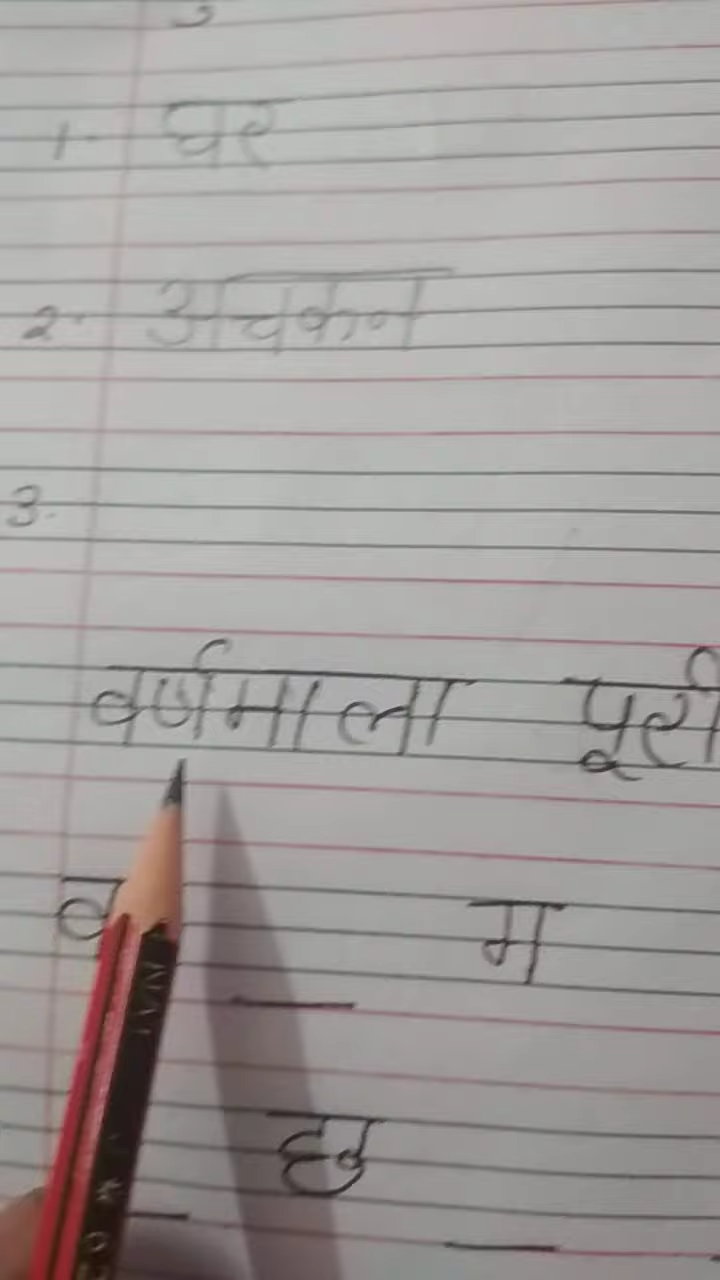 1. घर
2. अचकन
3.
वर्णमाला पूरी
म
छ